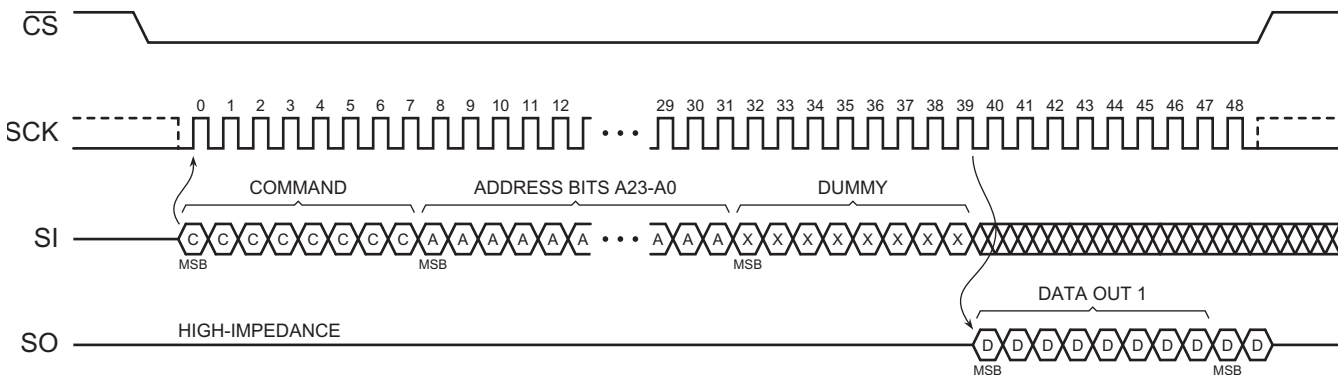 CS
0 1 2 3 4 5 6 7 8 9 10 11 12 29 30 31 32 33 34 35 36 37 38 39 40 41 42 43 44 45 46 47 48
SCK • • •
COMMAND ADDRESS BITS A23-A0 DUMMY
SI C C C C C C C C A A A A A A • • • A A A X X X X X X X X
MSB MSB MSB
DATA OUT 1
HIGH-IMPEDANCE
SO D D D D D D D D D D
MSB MSB